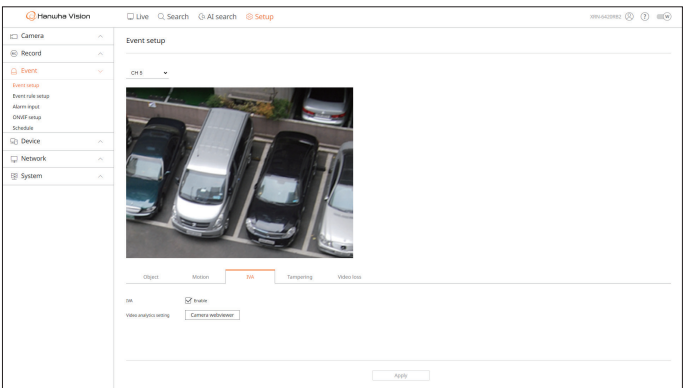 Hanwha Vision
Live Search AI search Setup
XRN-6420RB2
Camera
Record
Event
Event setup
Event rule setup
Alarm input
ONVIF setup
Schedule
Device
Network
System
Event setup
CH 8
Object Motion IVA Tampering Video loss
IVA Enable
Video analytics setting Camera webviewer
Apply